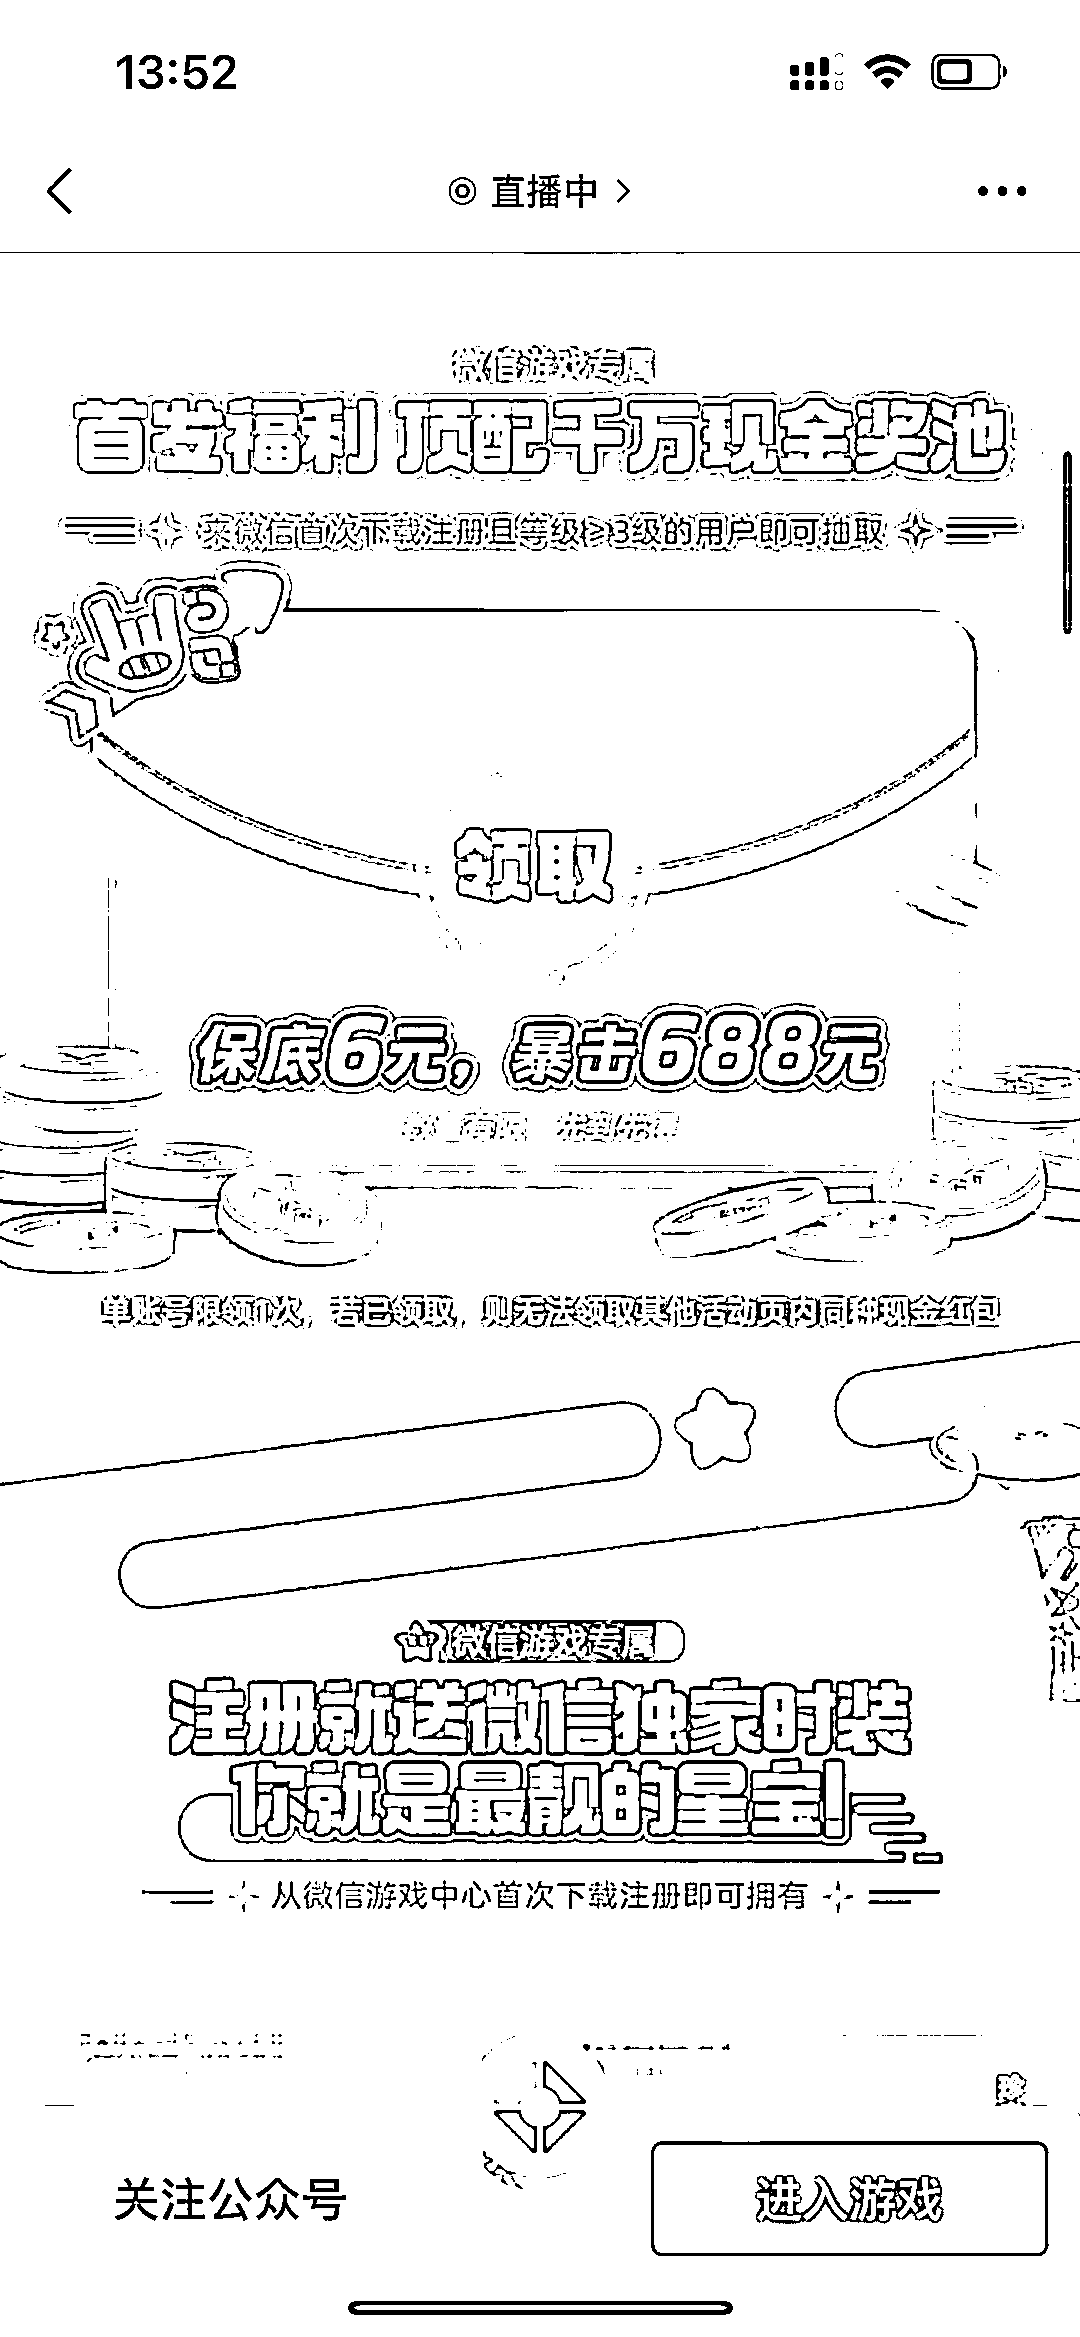 13:52
直播中
微信游戏专属
首发福利 顶配千万现金奖池
来微信首次下载注册且等级≥3级的用户即可抽取
领取
保底6元，暴击688元
单账号限领1次，若已领取，则无法领取其他活动页内同种现金红包
微信游戏专属
注册就送微信独家时装
你就是最靓的星宝!
从微信游戏中心首次下载注册即可拥有
关注公众号
进入游戏